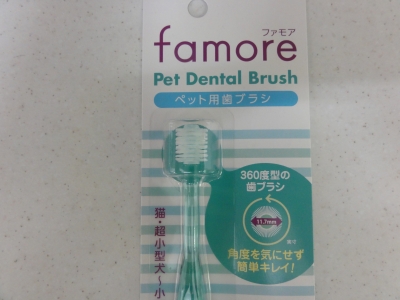 ファモア
famore
Pet Dental Brush
ペット用歯ブラシ
360度型の
歯ブラシ
11.7mm
角度を気にせず
簡単キレイ!
猫・超小型犬〜小